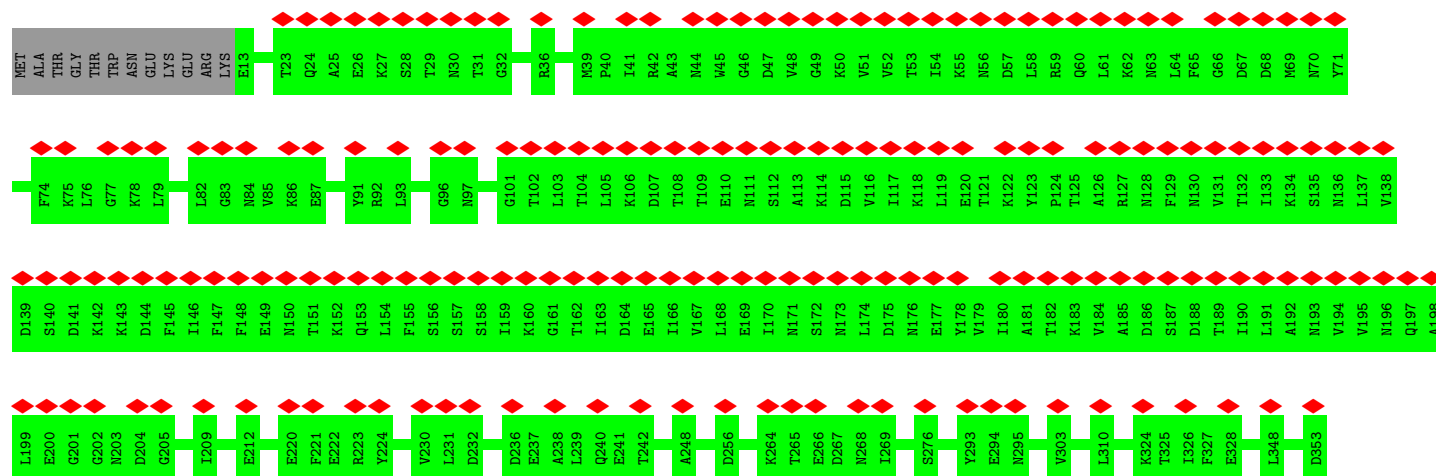 MET ALA THR GLY THR TRP ASN GLU LYS GLU ARG LYS E13 T23 Q24 A25 E26 K27 S28 T29 N30 T31 G32 R36 M39 P40 I41 R42 A43 N44 W45 G46 D47 V48 G49 K50 V51 V52 T53 I54 K55 N56 D57 L58 R59 Q60 L61 K62 N63 L64 F65 G66 D67 D68 M69 N70 Y71
F74 K75 L76 G77 K78 L79 L82 G83 N84 V85 K86 E87 Y91 R92 L93 G96 N97 G101 T102 L103 T104 L105 K106 D107 T108 T109 E110 N111 S112 A113 K114 D115 V116 I117 K118 L119 E120 T121 K122 Y123 P124 T125 A126 R127 N128 F129 N130 V131 T132 I133 K134 S135 N136 L137 V138
D139 S140 D141 K142 K143 D144 F145 I146 F147 F148 E149 N150 T151 K152 Q153 L154 F155 S156 S157 S158 I159 K160 G161 T162 I163 D164 E165 I166 V167 L168 E169 I170 N171 S172 N173 L174 D175 N176 E177 Y178 V179 I180 A181 T182 K183 V184 A185 D186 S187 D188 T189 I190 L191 A192 N193 V194 V195 N196 Q197 A198
L199 E200 G201 G202 N203 D204 G205 I209 E212 E220 F221 E222 R223 Y224 V230 L231 D232 D236 E237 A238 L239 Q240 E241 T242 A248 D256 K264 T265 E266 D267 N268 I269 S276 Y293 E294 N295 V303 L310 K324 T325 I326 F327 E328 L348 D353